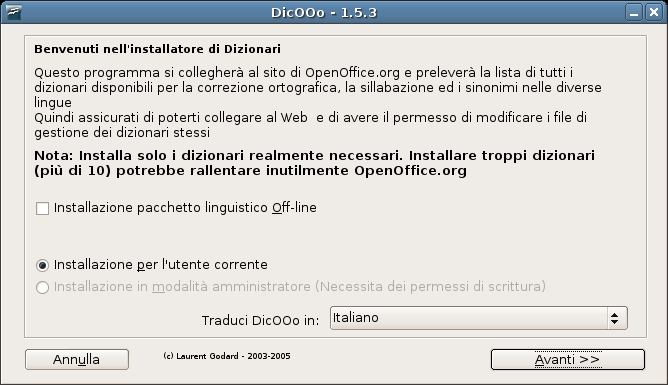 DicOOo - 1.5.3
Benvenuti nell'installatore di Dizionari
Questo programma si collegherà al sito di OpenOffice.org e preleverà la lista di tutti i
dizionari disponibili per la correzione ortografica, la sillabazione ed i sinonimi nelle diverse
lingue
Quindi assicurati di poterti collegare al Web  e di avere il permesso di modificare i file di
gestione dei dizionari stessi
Nota: Installa solo i dizionari realmente necessari. Installare troppi dizionari
(più di 10) potrebbe rallentare inutilmente OpenOffice.org
Installazione pacchetto linguistico Off-line
Installazione per l'utente corrente
Installazione in modalità amministratore (Necessita dei permessi di scrittura)
Traduci DicOOo in: Italiano
Annulla (c) Laurent Godard - 2003-2005 Avanti >>